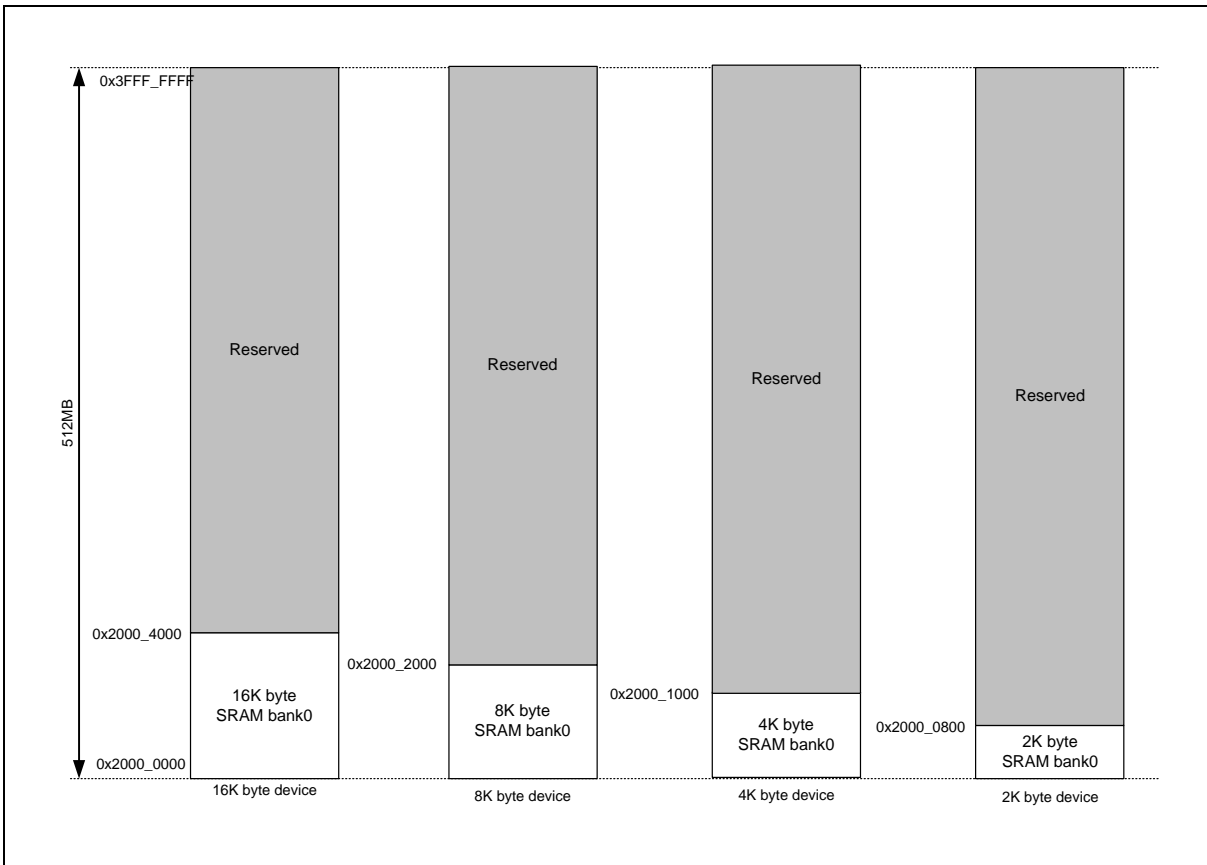 0x3FFF_FFFF
Reserved
Reserved
Reserved
Reserved
512MB
0x2000_4000
0x2000_2000
0x2000_1000
0x2000_0800
16K byte
SRAM bank0
8K byte
SRAM bank0
4K byte
SRAM bank0
2K byte
SRAM bank0
0x2000_0000
16K byte device
8K byte device
4K byte device
2K byte device